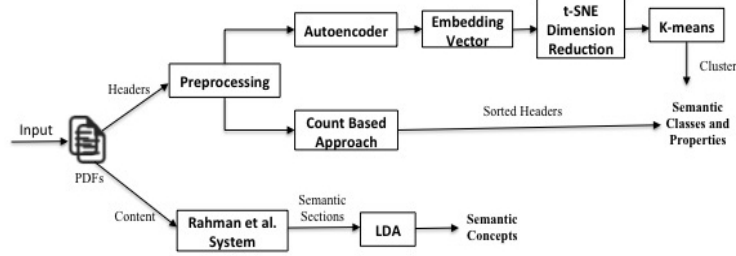 Input
PDFs
Headers
Content
Preprocessing
Autoencoder
Embedding
Vector
t-SNE
Dimension
Reduction
K-means
Cluster
Count Based
Approach
Sorted Headers
Semantic
Classes and
Properties
Rahman et al.
System
Semantic
Sections
LDA
Semantic
Concepts